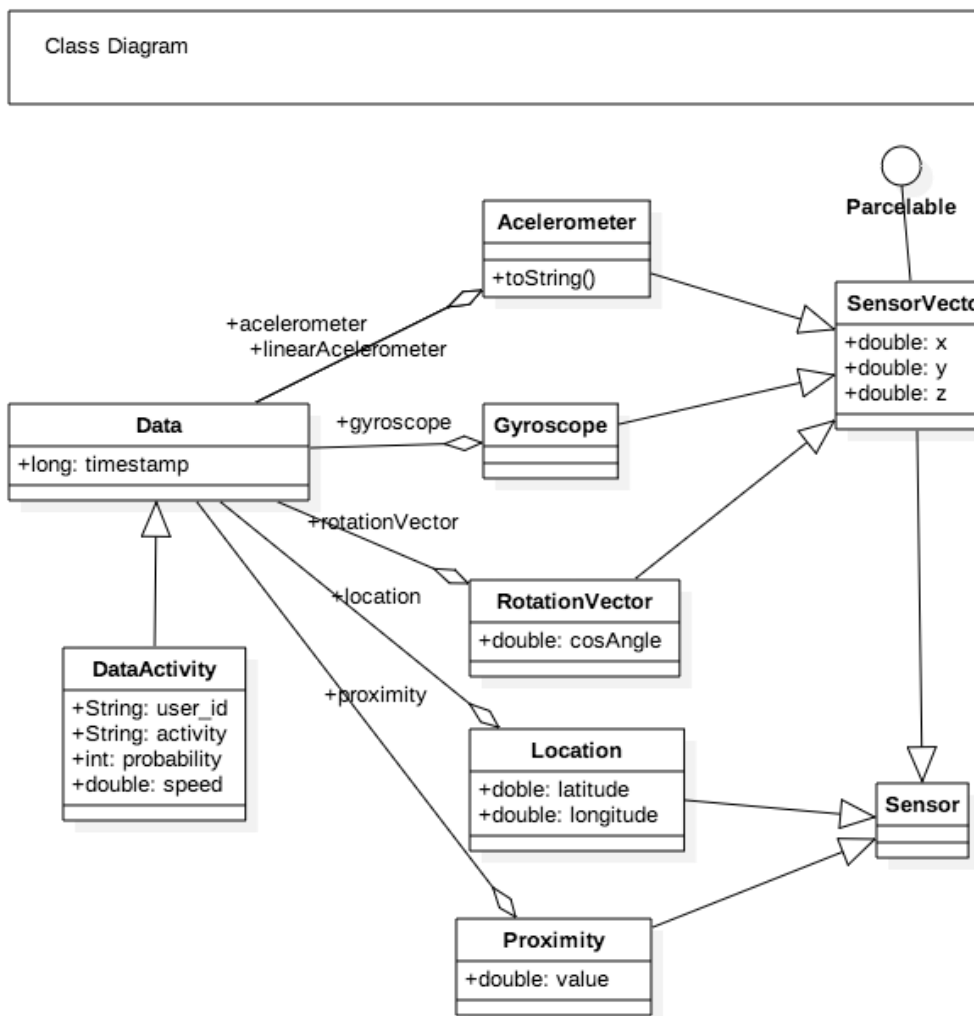 Class Diagram
Parcelable
Acelerometer
+toString()
SensorVecto
+double: x
+double: y
+double: z
+acelerometer
+linearAcelerometer
Data
+long: timestamp
+gyroscope
Gyroscope
+rotationVector
RotationVector
+double: cosAngle
+location
DataActivity
+String: user_id
+String: activity
+int: probability
+double: speed
+proximity
Location
+doble: latitude
+double: longitude
Sensor
Proximity
+double: value